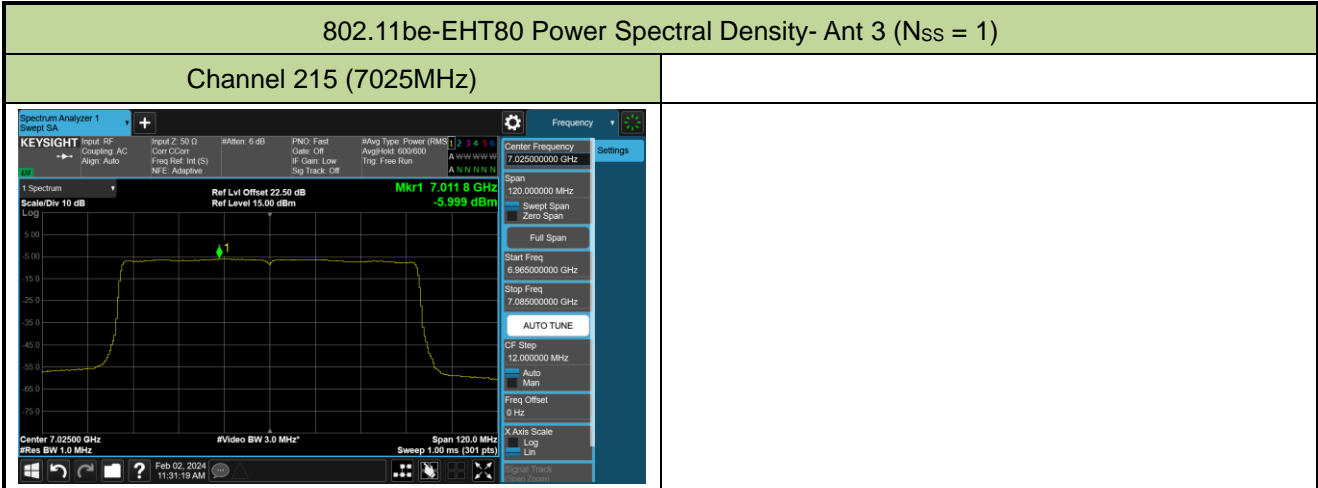 802.11be-EHT80 Power Spectral Density- Ant 3 (NSS = 1)
Channel 215 (7025MHz)
Spectrum Analyzer 1
Swept SA
+
Frequency
KEYSIGHT
Input: RF
Coupling: AC
Align: Auto
Input Z: 50 Ω
Corr CCorr
Freq Ref: Int (S)
NFE: Adaptive
#Atten: 6 dB
PNO: Fast
Gate: Off
IF Gain: Low
Sig Track: Off
#Avg Type: Power (RMS
Avg|Hold: 600/600
Trig: Free Run
1 2 3 4 5 6
A W W W W W
A N N N N N
Settings
1 Spectrum
Scale/Div 10 dB
Log
Ref Lvl Offset 22.50 dB
Ref Level 15.00 dBm
Mkr1 7.011 8 GHz
-5.999 dBm
1
5.00
-5.00
-15.0
-25.0
-35.0
-45.0
-55.0
-65.0
-75.0
Center 7.02500 GHz
#Res BW 1.0 MHz
#Video BW 3.0 MHz*
Span 120.0 MHz
Sweep 1.00 ms (301 pts)
Center Frequency
7.025000000 GHz
Span
120.000000 MHz
Swept Span
Zero Span
Full Span
Start Freq
6.965000000 GHz
Stop Freq
7.085000000 GHz
AUTO TUNE
CF Step
12.000000 MHz
Auto
Man
Freq Offset
0 Hz
X Axis Scale
Log
Lin
Signal Track
(Span Zoom)
?
Feb 02, 2024
11:31:19 AM